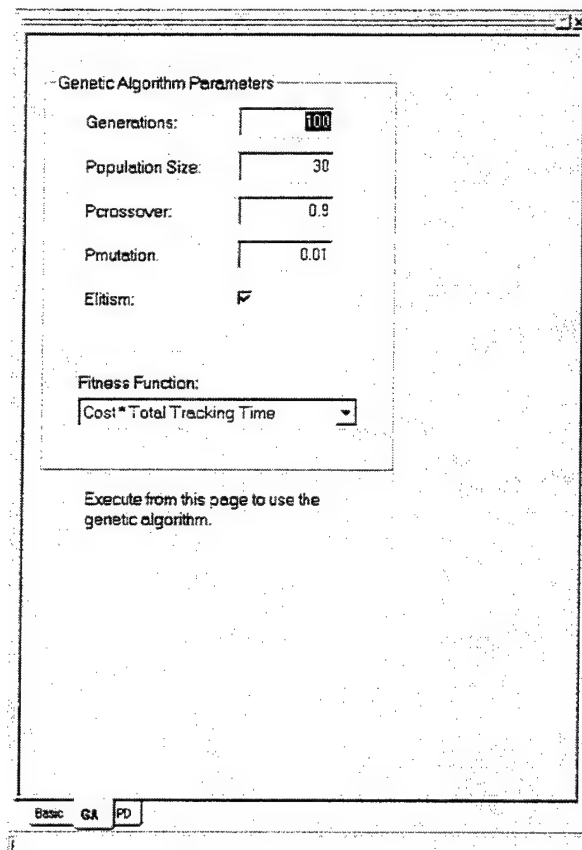 Genetic Algorithm Parameters
Generations: 100
Population Size: 30
Pcrossover: 0.9
Pmutation. 0.01
Elitism:
Fitness Function:
Cost * Total Tracking Time
Execute from this page to use the
genetic algorithm.
Basic GA PD